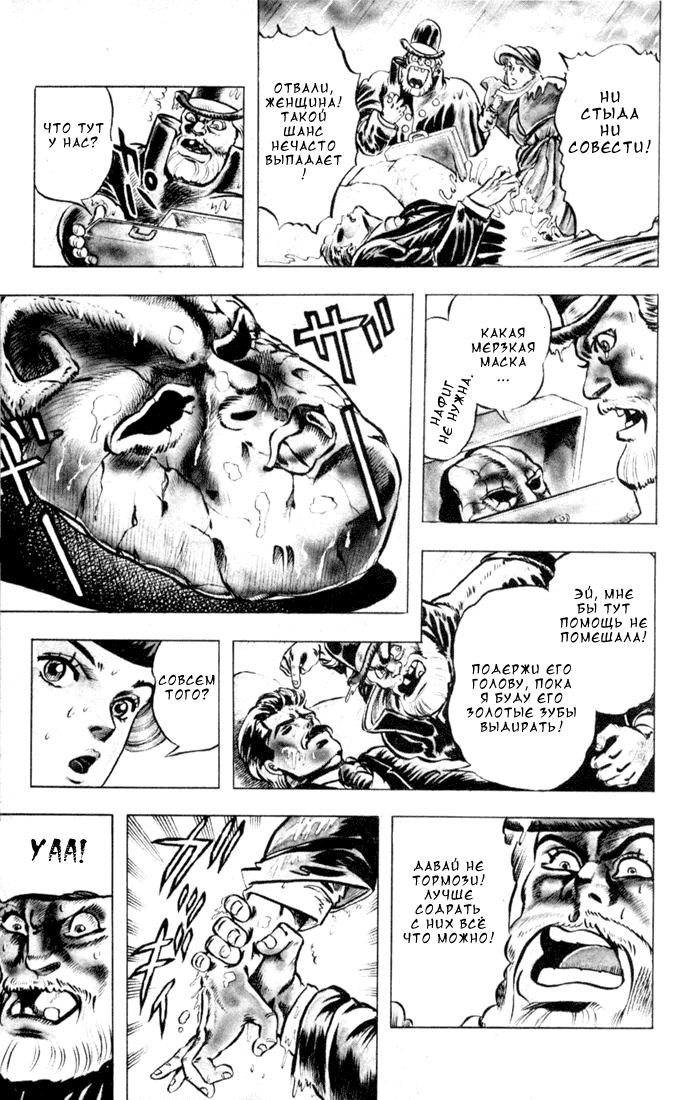 НИ
СТЫДА
НИ
СОВЕСТИ!
ОТВАЛИ,
ЖЕНЩИНА!
ТАКОЙ
ШАНС
НЕЧАСТО
ВЫПАДАЕТ
!
ЧТО ТУТ
У НАС?
КАКАЯ
МЕРЗКАЯ
МАСКА
...
НАФИГ
НЕ НУЖНА.
ЭЙ, МНЕ
БЫ ТУТ
ПОМОЩЬ НЕ
ПОМЕШАЛА!
ПОДЕРЖИ ЕГО
ГОЛОВУ, ПОКА
Я БУДУ ЕГО
ЗОЛОТЫЕ ЗУБЫ
ВЫДИРАТЬ!
СОВСЕМ
ТОГО?
ДАВАЙ НЕ
ТОРМОЗИ!
ЛУЧШЕ
СОДРАТЬ
С НИХ ВСЁ
ЧТО МОЖНО!
УАА!